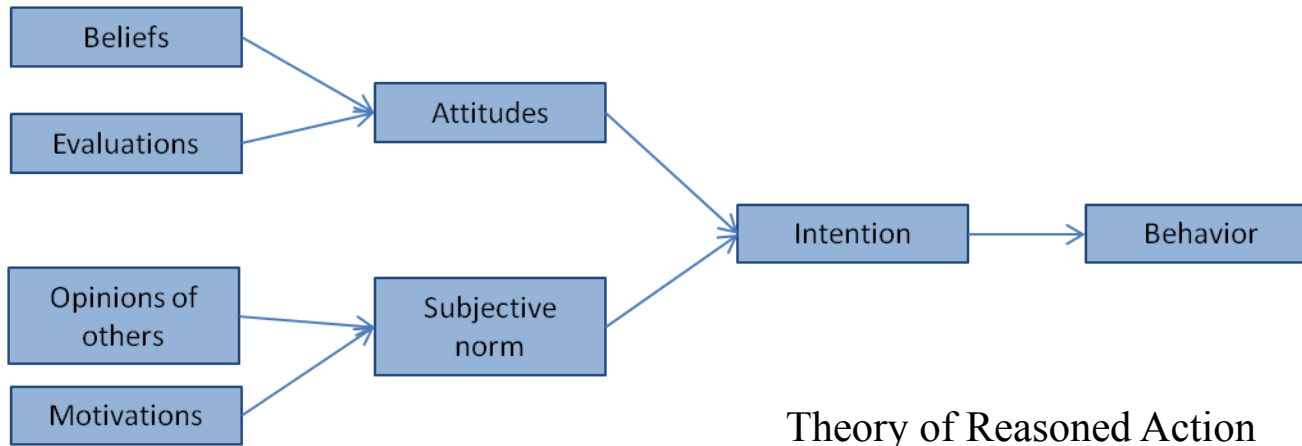 Beliefs
Evaluations
Attitudes
Opinions of
others
Motivations
Subjective
norm
Intention
Behavior
Theory of Reasoned Action